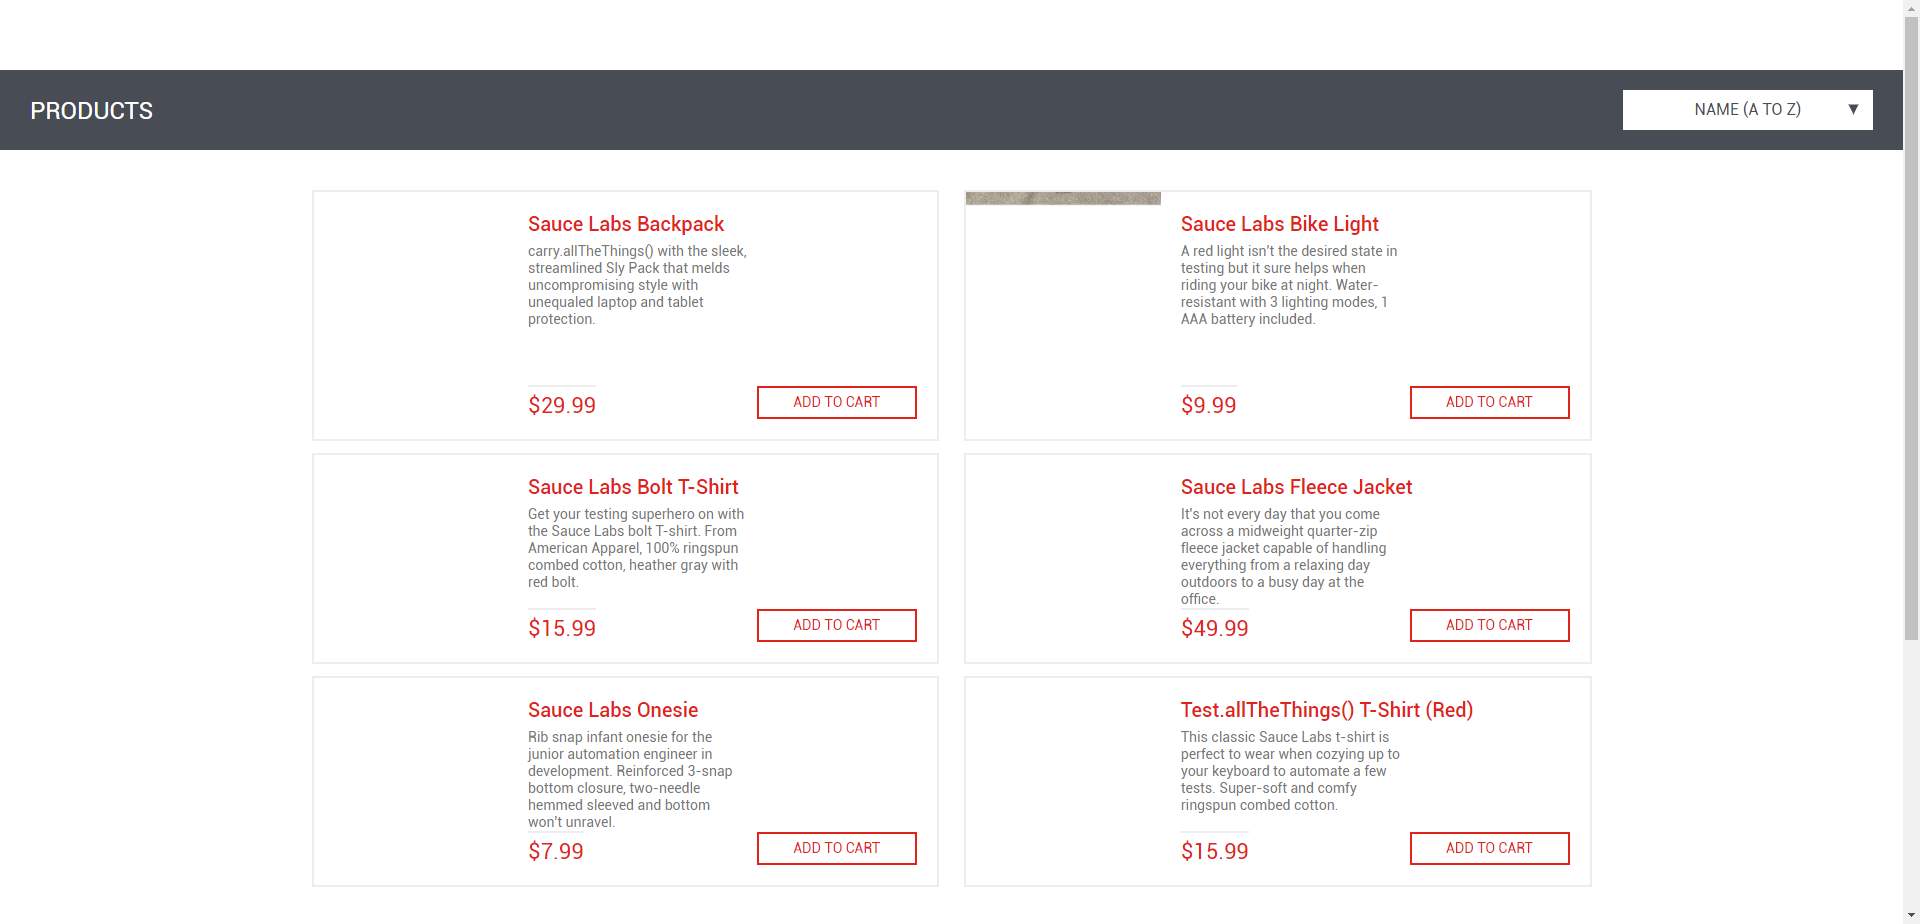 PRODUCTS
NAME (A TO Z)
Sauce Labs Backpack
carry.allTheThings() with the sleek,
streamlined Sly Pack that melds
uncompromising style with
unequaled laptop and tablet
protection.
$29.99
ADD TO CART
Sauce Labs Bike Light
A red light isn't the desired state in
testing but it sure helps when
riding your bike at night. Water-
resistant with 3 lighting modes, 1
AAA battery included.
$9.99
ADD TO CART
Sauce Labs Bolt T-Shirt
Get your testing superhero on with
the Sauce Labs bolt T-shirt. From
American Apparel, 100% ringspun
combed cotton, heather gray with
red bolt.
$15.99
ADD TO CART
Sauce Labs Fleece Jacket
It's not every day that you come
across a midweight quarter-zip
fleece jacket capable of handling
everything from a relaxing day
outdoors to a busy day at the
office.
$49.99
ADD TO CART
Sauce Labs Onesie
Rib snap infant onesie for the
junior automation engineer in
development. Reinforced 3-snap
bottom closure, two-needle
hemmed sleeved and bottom
won't unravel.
$7.99
ADD TO CART
Test.allTheThings() T-Shirt (Red)
This classic Sauce Labs t-shirt is
perfect to wear when cozying up to
your keyboard to automate a few
tests. Super-soft and comfy
ringspun combed cotton.
$15.99
ADD TO CART